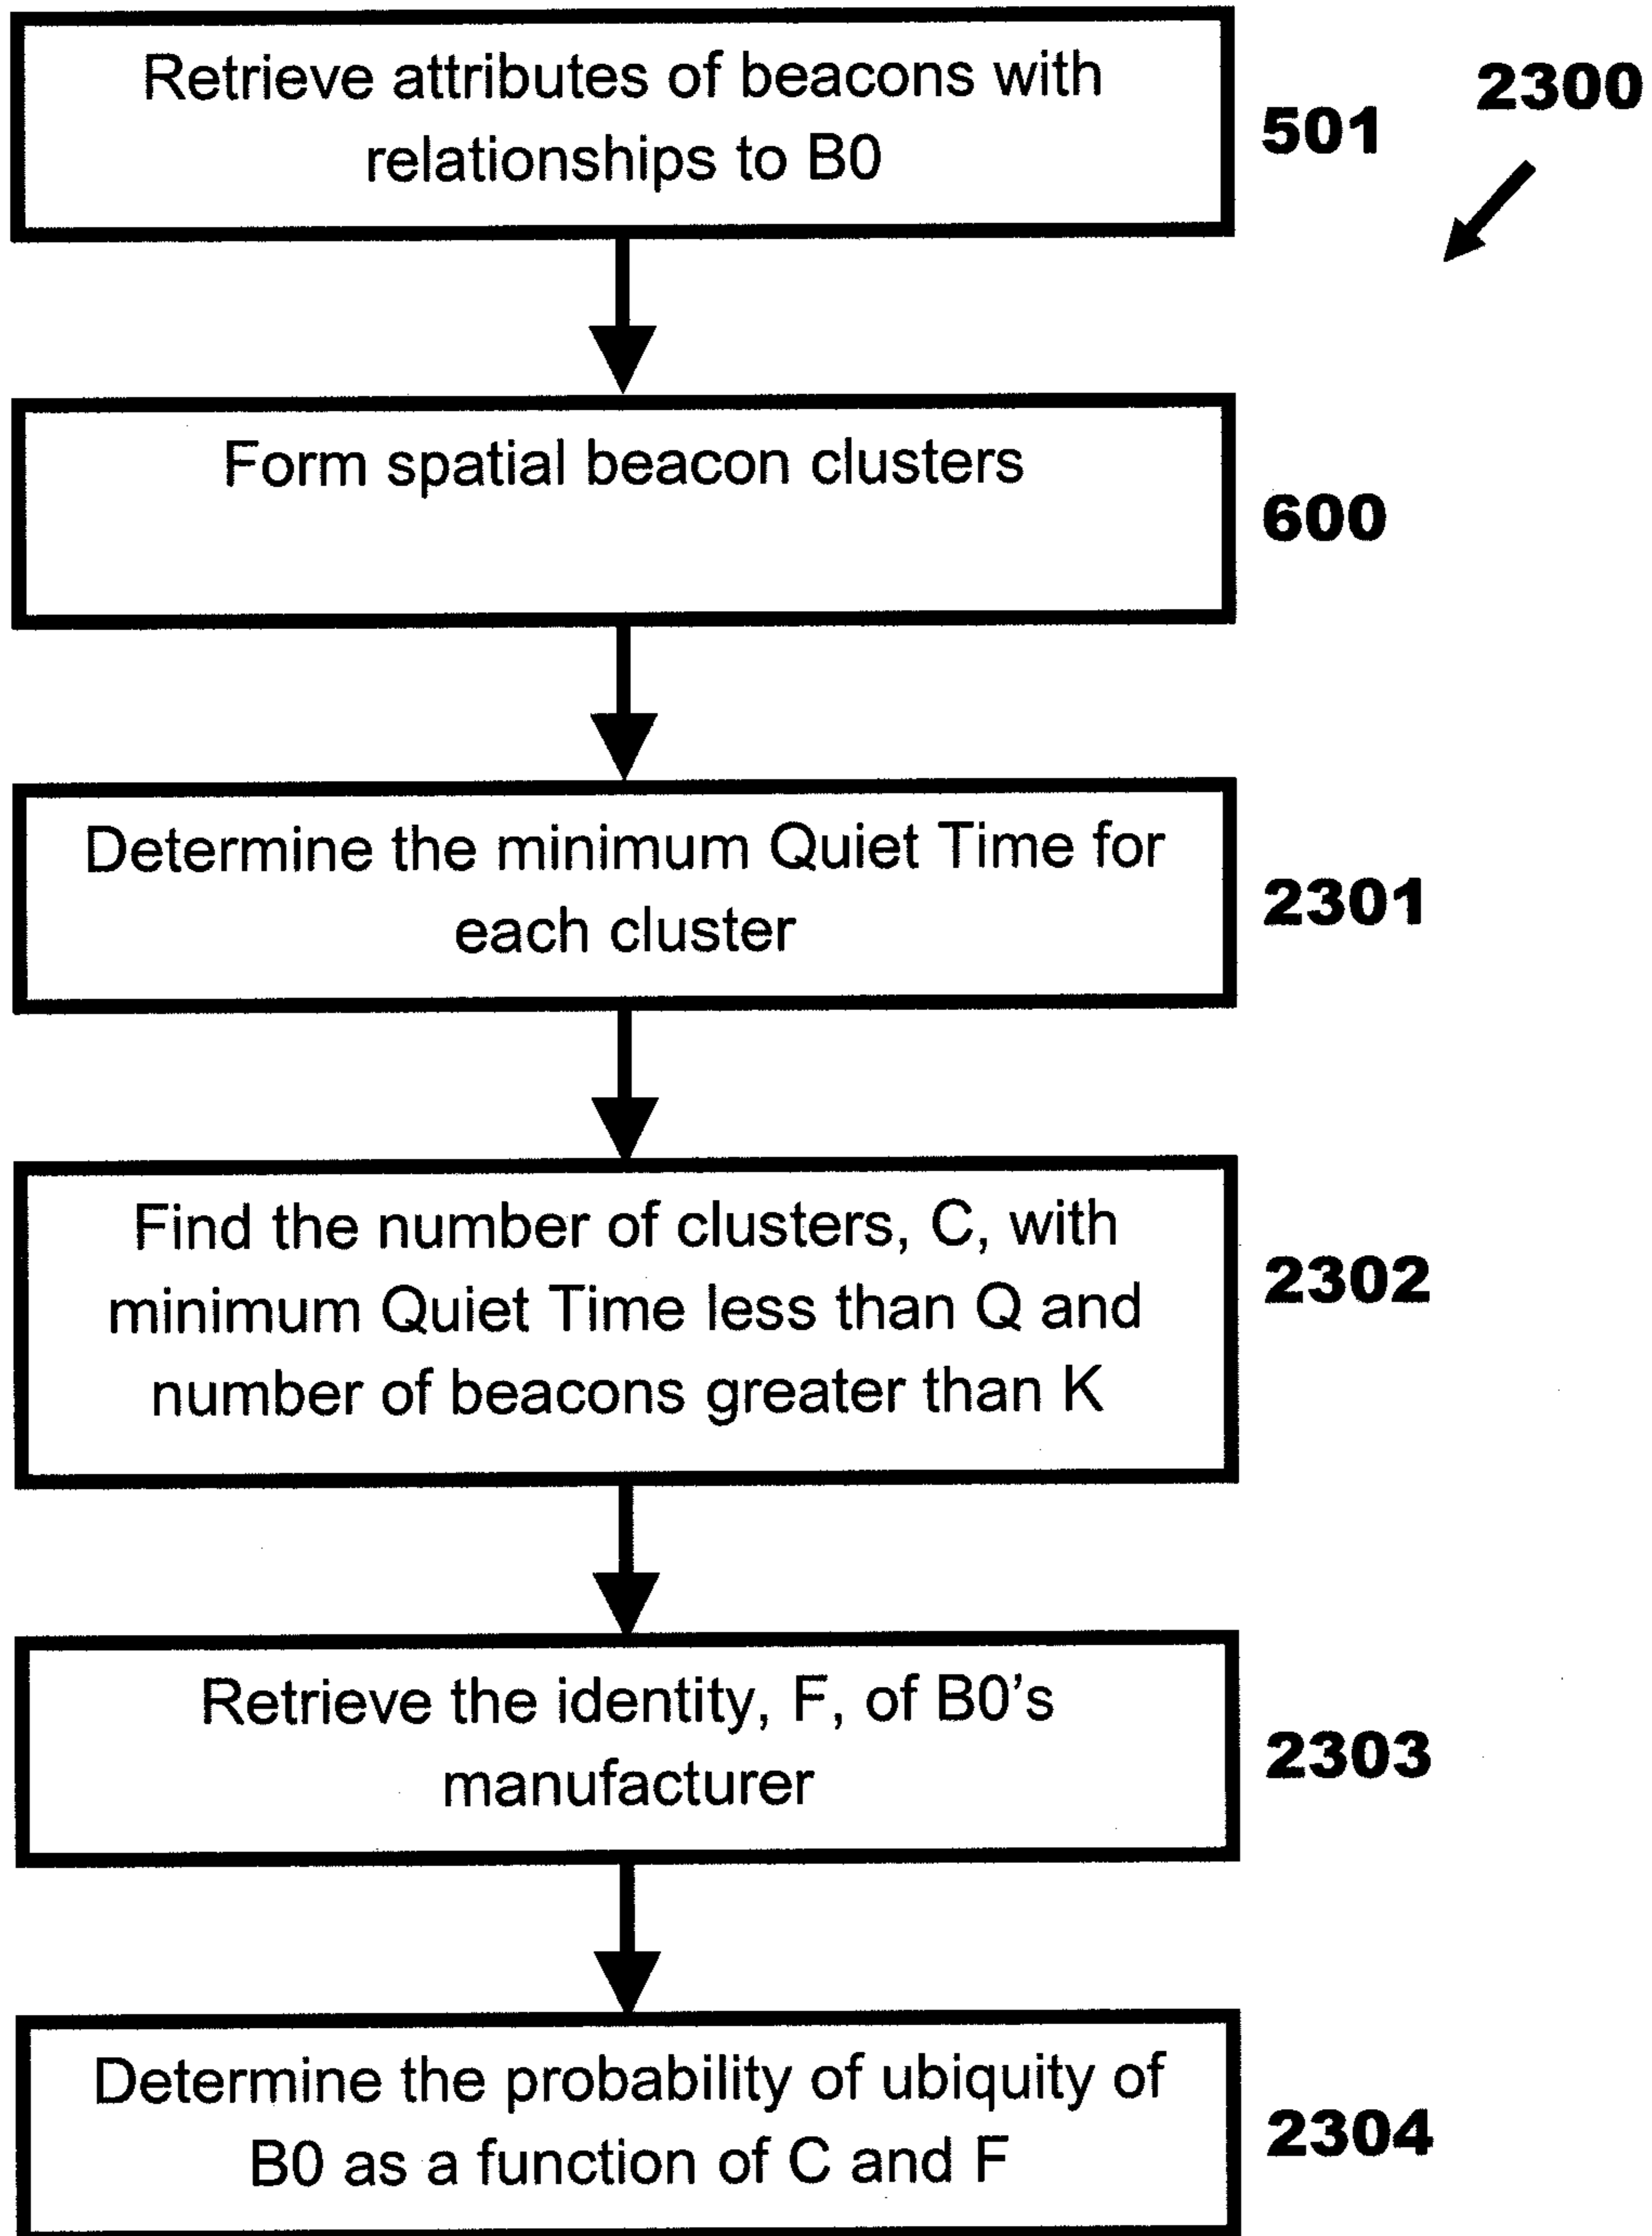 Retrieve attributes of beacons with
relationships to B0
501
2300
Form spatial beacon clusters
600
Determine the minimum Quiet Time for
each cluster
2301
Find the number of clusters, C, with
minimum Quiet Time less than Q and
number of beacons greater than K
2302
Retrieve the identity, F, of B0's
manufacturer
2303
Determine the probability of ubiquity of
B0 as a function of C and F
2304